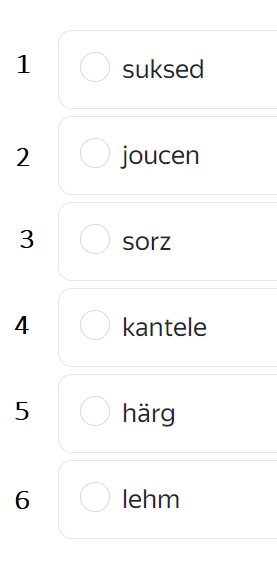 1 suksed
2 joucen
3 sorz
4 kantele
5 härg
6 lehm